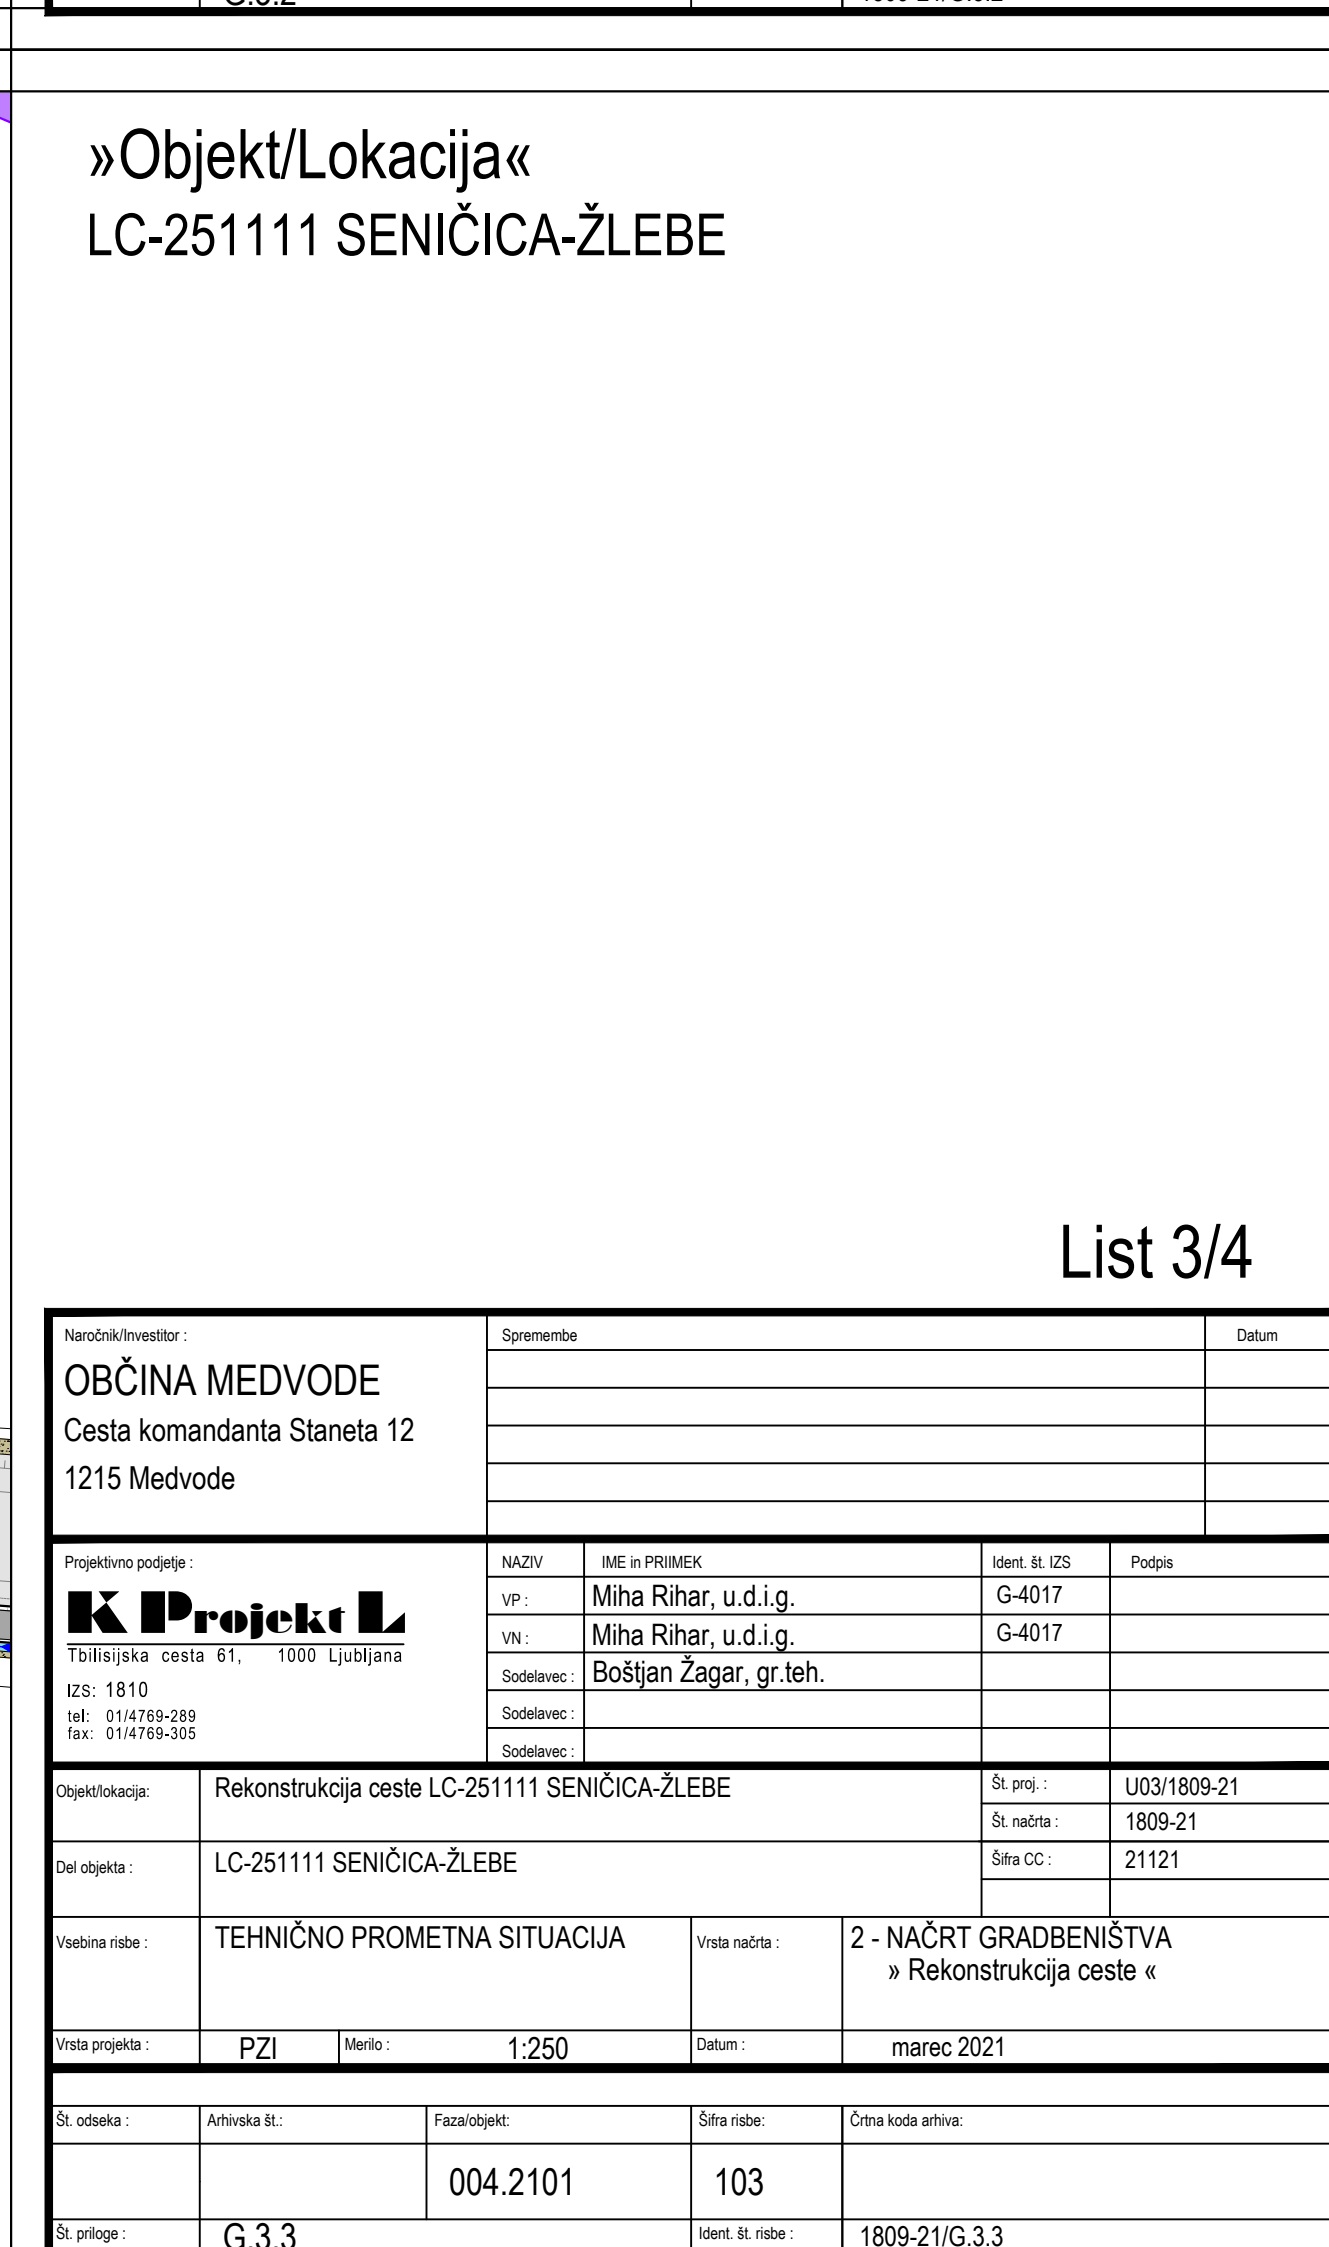 »Objekt/Lokacija«
LC-251111 SENIČICA-ŽLEBE
List 3/4
Naročnik/Investitor :
OBČINA MEDVODE
Cesta komandanta Staneta 12
1215 Medvode
Spremembe
Datum
Projektivno podjetje :
K Projekt L
Tbilisijska cesta 61, 1000 Ljubljana
IZS: 1810
tel: 01/4769-289
fax: 01/4769-305
NAZIV IME in PRIIMEK Ident. št. IZS Podpis
VP : Miha Rihar, u.d.i.g. G-4017
VN : Miha Rihar, u.d.i.g. G-4017
Sodelavec : Boštjan Žagar, gr.teh.
Sodelavec :
Sodelavec :
Objekt/lokacija: Rekonstrukcija ceste LC-251111 SENIČICA-ŽLEBE Št. proj. : U03/1809-21
Št. načrta : 1809-21
Del objekta : LC-251111 SENIČICA-ŽLEBE Šifra CC : 21121
Vsebina risbe : TEHNIČNO PROMETNA SITUACIJA Vrsta načrta : 2 - NAČRT GRADBENIŠTVA
» Rekonstrukcija ceste «
Vrsta projekta : PZI Merilo : 1:250 Datum : marec 2021
Št. odseka : Arhivska št.: Faza/objekt: Šifra risbe: Črtna koda arhiva:
004.2101 103
Št. priloge : G.3.3 Ident. št. risbe : 1809-21/G.3.3